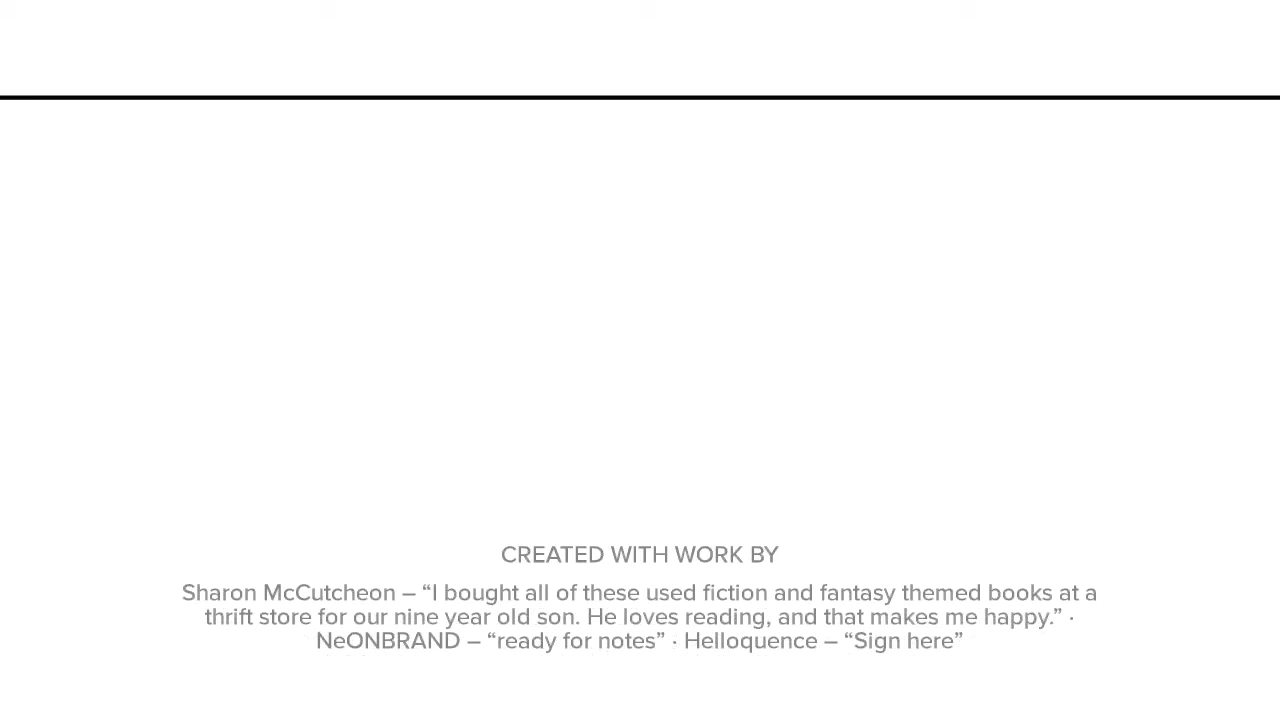 CREATED WITH WORK BY
Sharon McCutcheon – “I bought all of these used fiction and fantasy themed books at a
thrift store for our nine year old son. He loves reading, and that makes me happy.” ·
NeONBRAND – “ready for notes” · Helloquence – “Sign here”